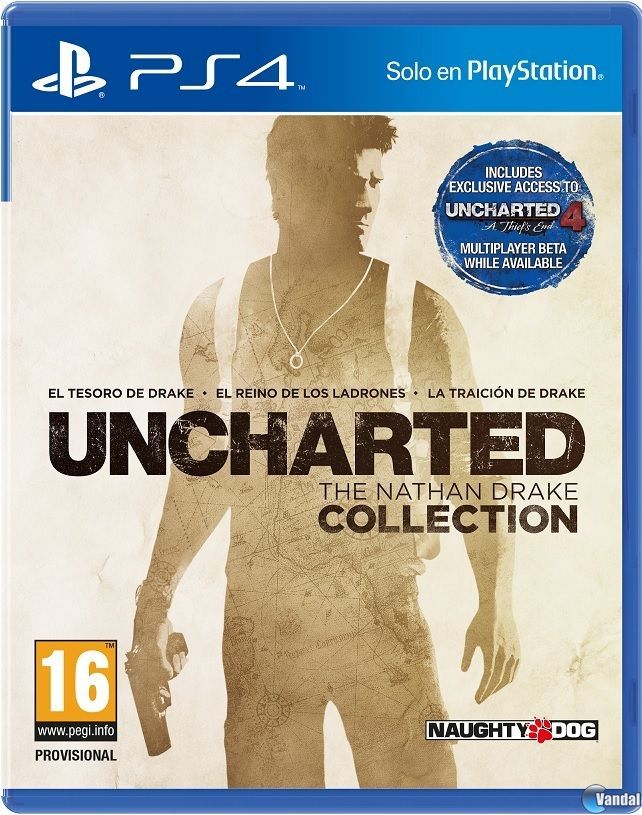 PS4™
Solo en PlayStation®
INCLUDES
EXCLUSIVE ACCESS TO
UNCHARTED 4
A Thief's End
MULTIPLAYER BETA
WHILE AVAILABLE
EL TESORO DE DRAKE • EL REINO DE LOS LADRONES • LA TRAICIÓN DE DRAKE
UNCHARTED
THE NATHAN DRAKE
COLLECTION
16™
www.pegi.info
PROVISIONAL
NAUGHTY DOG
Vandal